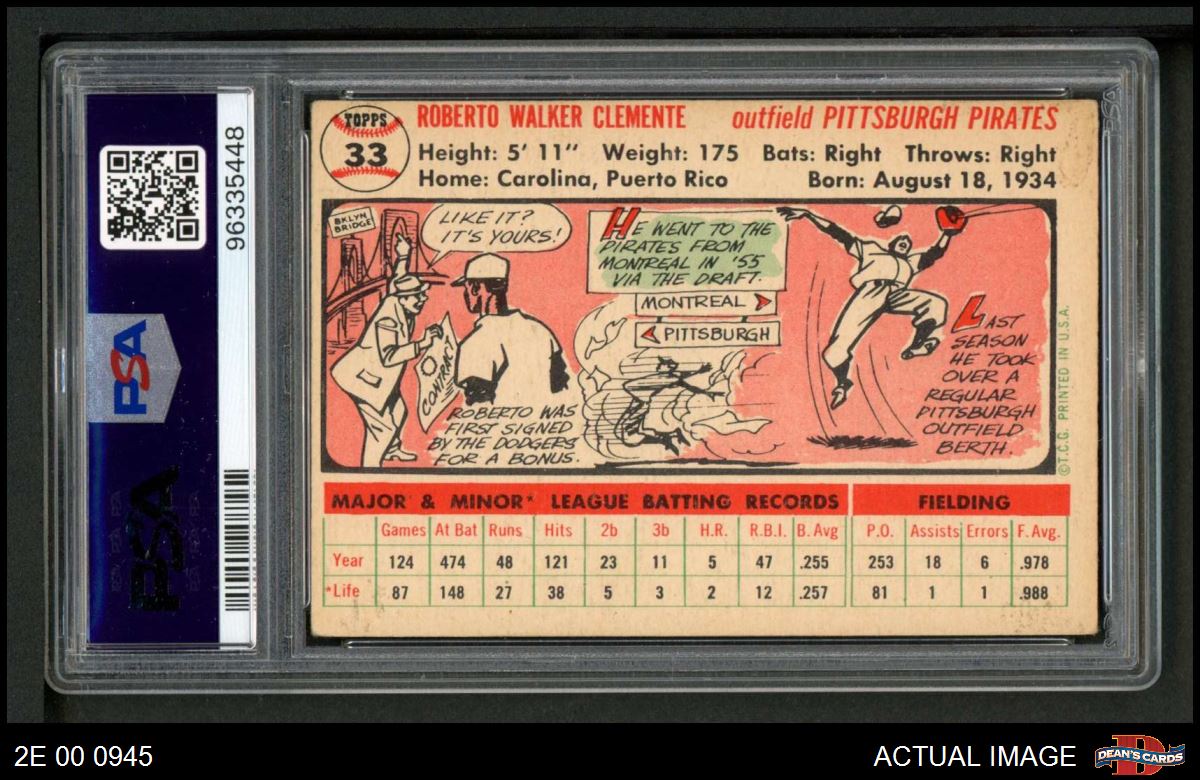 96335448
PSA
PSA
TOPPS
33
ROBERTO WALKER CLEMENTE outfield PITTSBURGH PIRATES
Height: 5' 11" Weight: 175 Bats: Right Throws: Right
Home: Carolina, Puerto Rico Born: August 18, 1934
BKLYN
BRIDGE
LIKE IT?
IT'S YOURS!
CONTRACT
ROBERTO WAS
FIRST SIGNED
BY THE DODGERS
FOR A BONUS.
HE WENT TO THE
PIRATES FROM
MONTREAL IN '55
VIA THE DRAFT.
MONTREAL
PITTSBURGH
LAST
SEASON
HE TOOK
OVER A
REGULAR
PITTSBURGH
OUTFIELD
BERTH.
©T.C.G. PRINTED IN U.S.A.
MAJOR & MINOR* LEAGUE BATTING RECORDS FIELDING
Games At Bat Runs Hits 2b 3b H.R. R.B.I. B. Avg P.O. Assists Errors F. Avg.
Year 124 474 48 121 23 11 5 47 .255 253 18 6 .978
*Life 87 148 27 38 5 3 2 12 .257 81 1 1 .988
2E 00 0945
ACTUAL IMAGE
D
DEAN'S CARDS